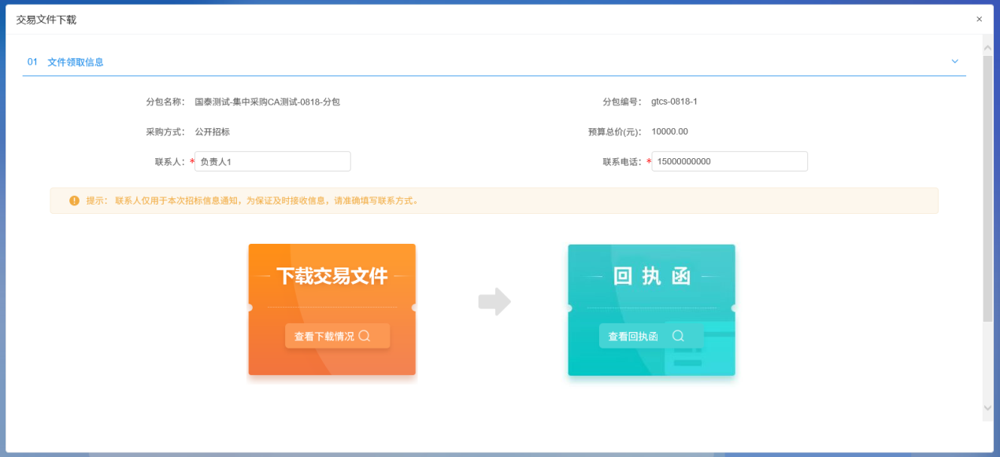 交易文件下载
×
01 文件领取信息
分包名称： 国泰测试-集中采购CA测试-0818-分包 分包编号： gtcs-0818-1
采购方式： 公开招标 预算总价(元)： 10000.00
联系人：* 负责人1 联系电话：* 15000000000
提示： 联系人仅用于本次招标信息通知，为保证及时接收信息，请准确填写联系方式。
下载交易文件
查看下载情况
回执函
查看回执函